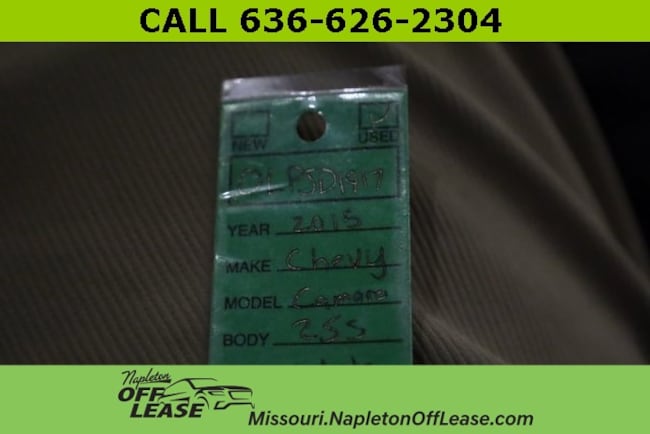 CALL 636-626-2304
NEW
USED
YEAR 2015
MAKE Chevy
MODEL Camaro
BODY 2SS
Napleton
OFF
LEASE
Missouri.NapletonOffLease.com